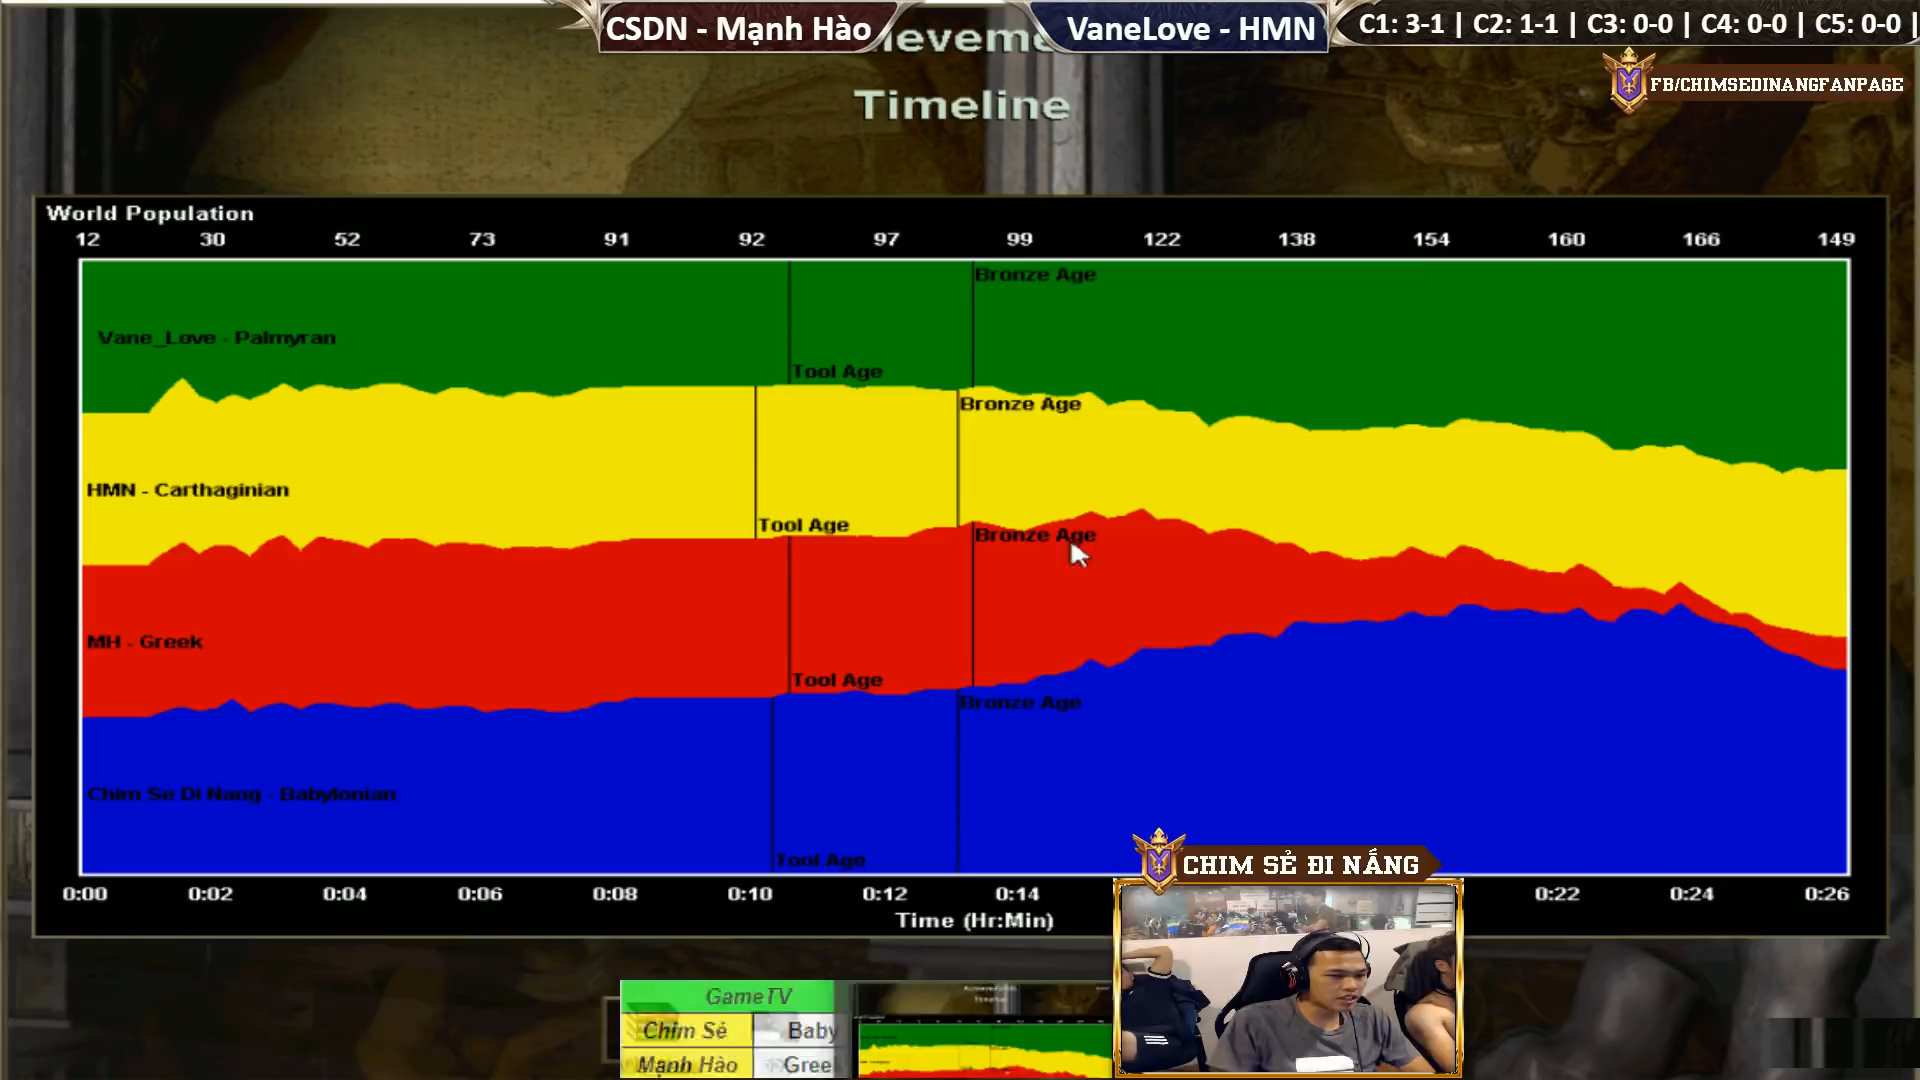 CSDN - Mạnh Hào
VaneLove - HMN
C1: 3-1 | C2: 1-1 | C3: 0-0 | C4: 0-0 | C5: 0-0 |
FB/CHIMSEDINANGFANPAGE
Timeline
World Population
12 30 52 73 91 92 97 99 122 138 154 160 166 149
Bronze Age
Vane_Love - Palmyran
Tool Age
Bronze Age
HMN - Carthaginian
Tool Age
Bronze Age
MH - Greek
Tool Age
Bronze Age
Chim Se Di Nang - Babylonian
Tool Age
CHIM SẺ ĐI NẮNG
0:00 0:02 0:04 0:06 0:08 0:10 0:12 0:14 0:22 0:24 0:26
Time (Hr:Min)
GameTV
Chim Sẻ Baby
Mạnh Hào Gree